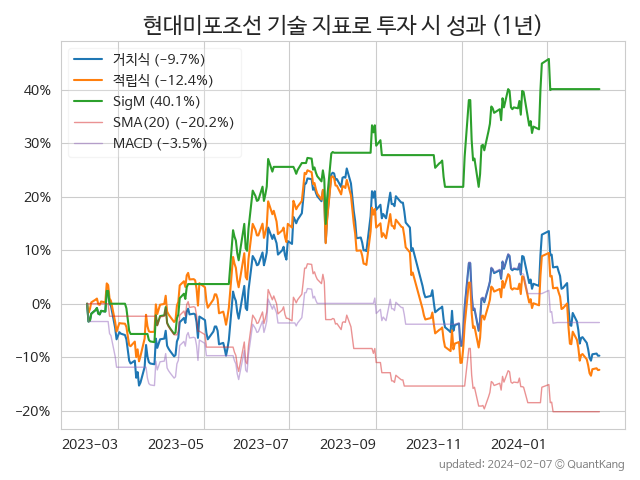 현대미포조선 기술 지표로 투자 시 성과 (1년)
거치식 (−9.7%)
적립식 (−12.4%)
SigM (40.1%)
SMA(20) (−20.2%)
MACD (−3.5%)
40%
30%
20%
10%
0%
−10%
−20%
2023-03 2023-05 2023-07 2023-09 2023-11 2024-01
updated: 2024-02-07 © QuantKang